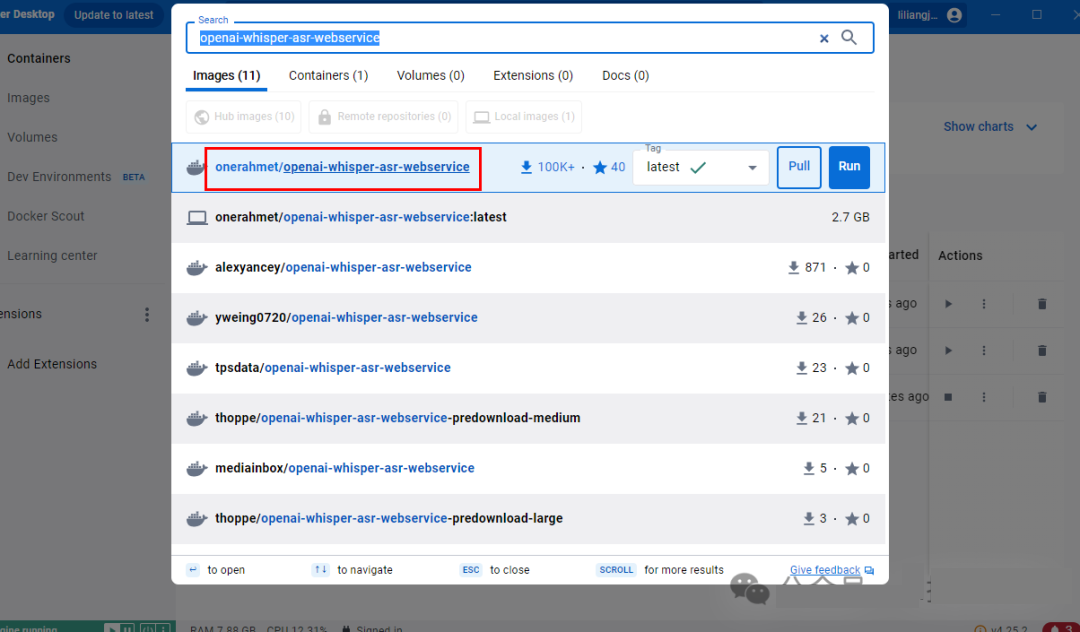 er Desktop
Update to latest
liliangj...
Search
openai-whisper-asr-webservice
Images (11)
Containers (1)
Volumes (0)
Extensions (0)
Docs (0)
Hub images (10)
Remote repositories (0)
Local images (1)
onerahmet/openai-whisper-asr-webservice
100K+ · 40
Tag
latest
Pull
Run
onerahmet/openai-whisper-asr-webservice:latest
2.7 GB
alexyancey/openai-whisper-asr-webservice
871 · 0
yweing0720/openai-whisper-asr-webservice
26 · 0
tpsdata/openai-whisper-asr-webservice
23 · 0
thoppe/openai-whisper-asr-webservice-predownload-medium
21 · 0
mediainbox/openai-whisper-asr-webservice
5 · 0
thoppe/openai-whisper-asr-webservice-predownload-large
3 · 0
to open
to navigate
ESC to close
SCROLL for more results
Give feedback
Containers
Images
Volumes
Dev Environments BETA
Docker Scout
Learning center
ensions
Add Extensions
Show charts
arted
Actions
s ago
s ago
tes ago
gine running
RAM 7.88 GB CPU 12.31%
Signed in
v4.25.2
3